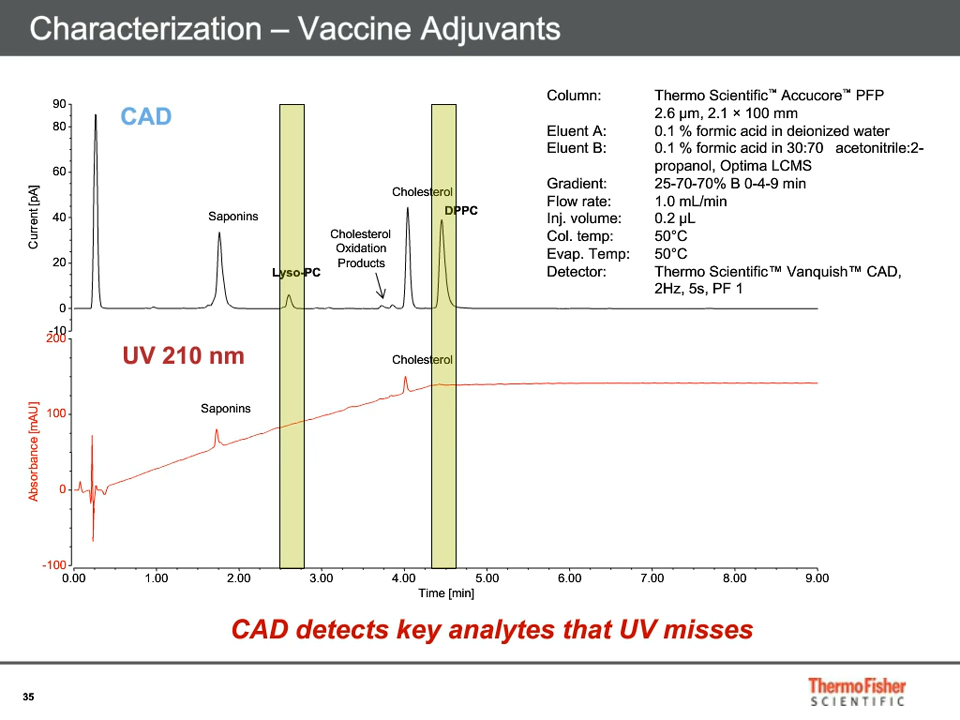 Characterization – Vaccine Adjuvants
CAD
90
80
60
40
20
0
-10
Current [pA]
Saponins
Lyso-PC
Cholesterol
Oxidation
Products
Cholesterol
DPPC
Column: Thermo Scientific™ Accucore™ PFP
2.6 µm, 2.1 × 100 mm
Eluent A: 0.1 % formic acid in deionized water
Eluent B: 0.1 % formic acid in 30:70 acetonitrile:2-
propanol, Optima LCMS
Gradient: 25-70-70% B 0-4-9 min
Flow rate: 1.0 mL/min
Inj. volume: 0.2 µL
Col. temp: 50°C
Evap. Temp: 50°C
Detector: Thermo Scientific™ Vanquish™ CAD,
2Hz, 5s, PF 1
UV 210 nm
200
100
0
-100
Absorbance [mAU]
Saponins
Cholesterol
0.00 1.00 2.00 3.00 4.00 5.00 6.00 7.00 8.00 9.00
Time [min]
CAD detects key analytes that UV misses
35
ThermoFisher
SCIENTIFIC